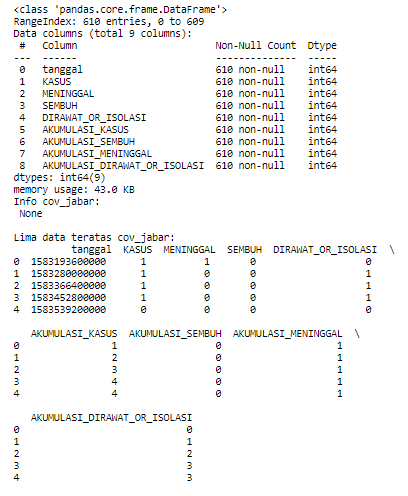 <class 'pandas.core.frame.DataFrame'>
RangeIndex: 610 entries, 0 to 609
Data columns (total 9 columns):
 #   Column                        Non-Null Count  Dtype
---  ------                        --------------  -----
 0   tanggal                       610 non-null    int64
 1   KASUS                         610 non-null    int64
 2   MENINGGAL                     610 non-null    int64
 3   SEMBUH                        610 non-null    int64
 4   DIRAWAT_OR_ISOLASI            610 non-null    int64
 5   AKUMULASI_KASUS               610 non-null    int64
 6   AKUMULASI_SEMBUH              610 non-null    int64
 7   AKUMULASI_MENINGGAL           610 non-null    int64
 8   AKUMULASI_DIRAWAT_OR_ISOLASI  610 non-null    int64
dtypes: int64(9)
memory usage: 43.0 KB
Info cov_jabar:
 None
Lima data teratas cov_jabar:
         tanggal  KASUS  MENINGGAL  SEMBUH  DIRAWAT_OR_ISOLASI  \
0  1583193600000      1          1       0                   0
1  1583280000000      1          0       0                   1
2  1583366400000      1          0       0                   1
3  1583452800000      1          0       0                   1
4  1583539200000      0          0       0                   0
   AKUMULASI_KASUS  AKUMULASI_SEMBUH  AKUMULASI_MENINGGAL  \
0                1                 0                    1
1                2                 0                    1
2                3                 0                    1
3                4                 0                    1
4                4                 0                    1
   AKUMULASI_DIRAWAT_OR_ISOLASI
0                             0
1                             1
2                             2
3                             3
4                             3